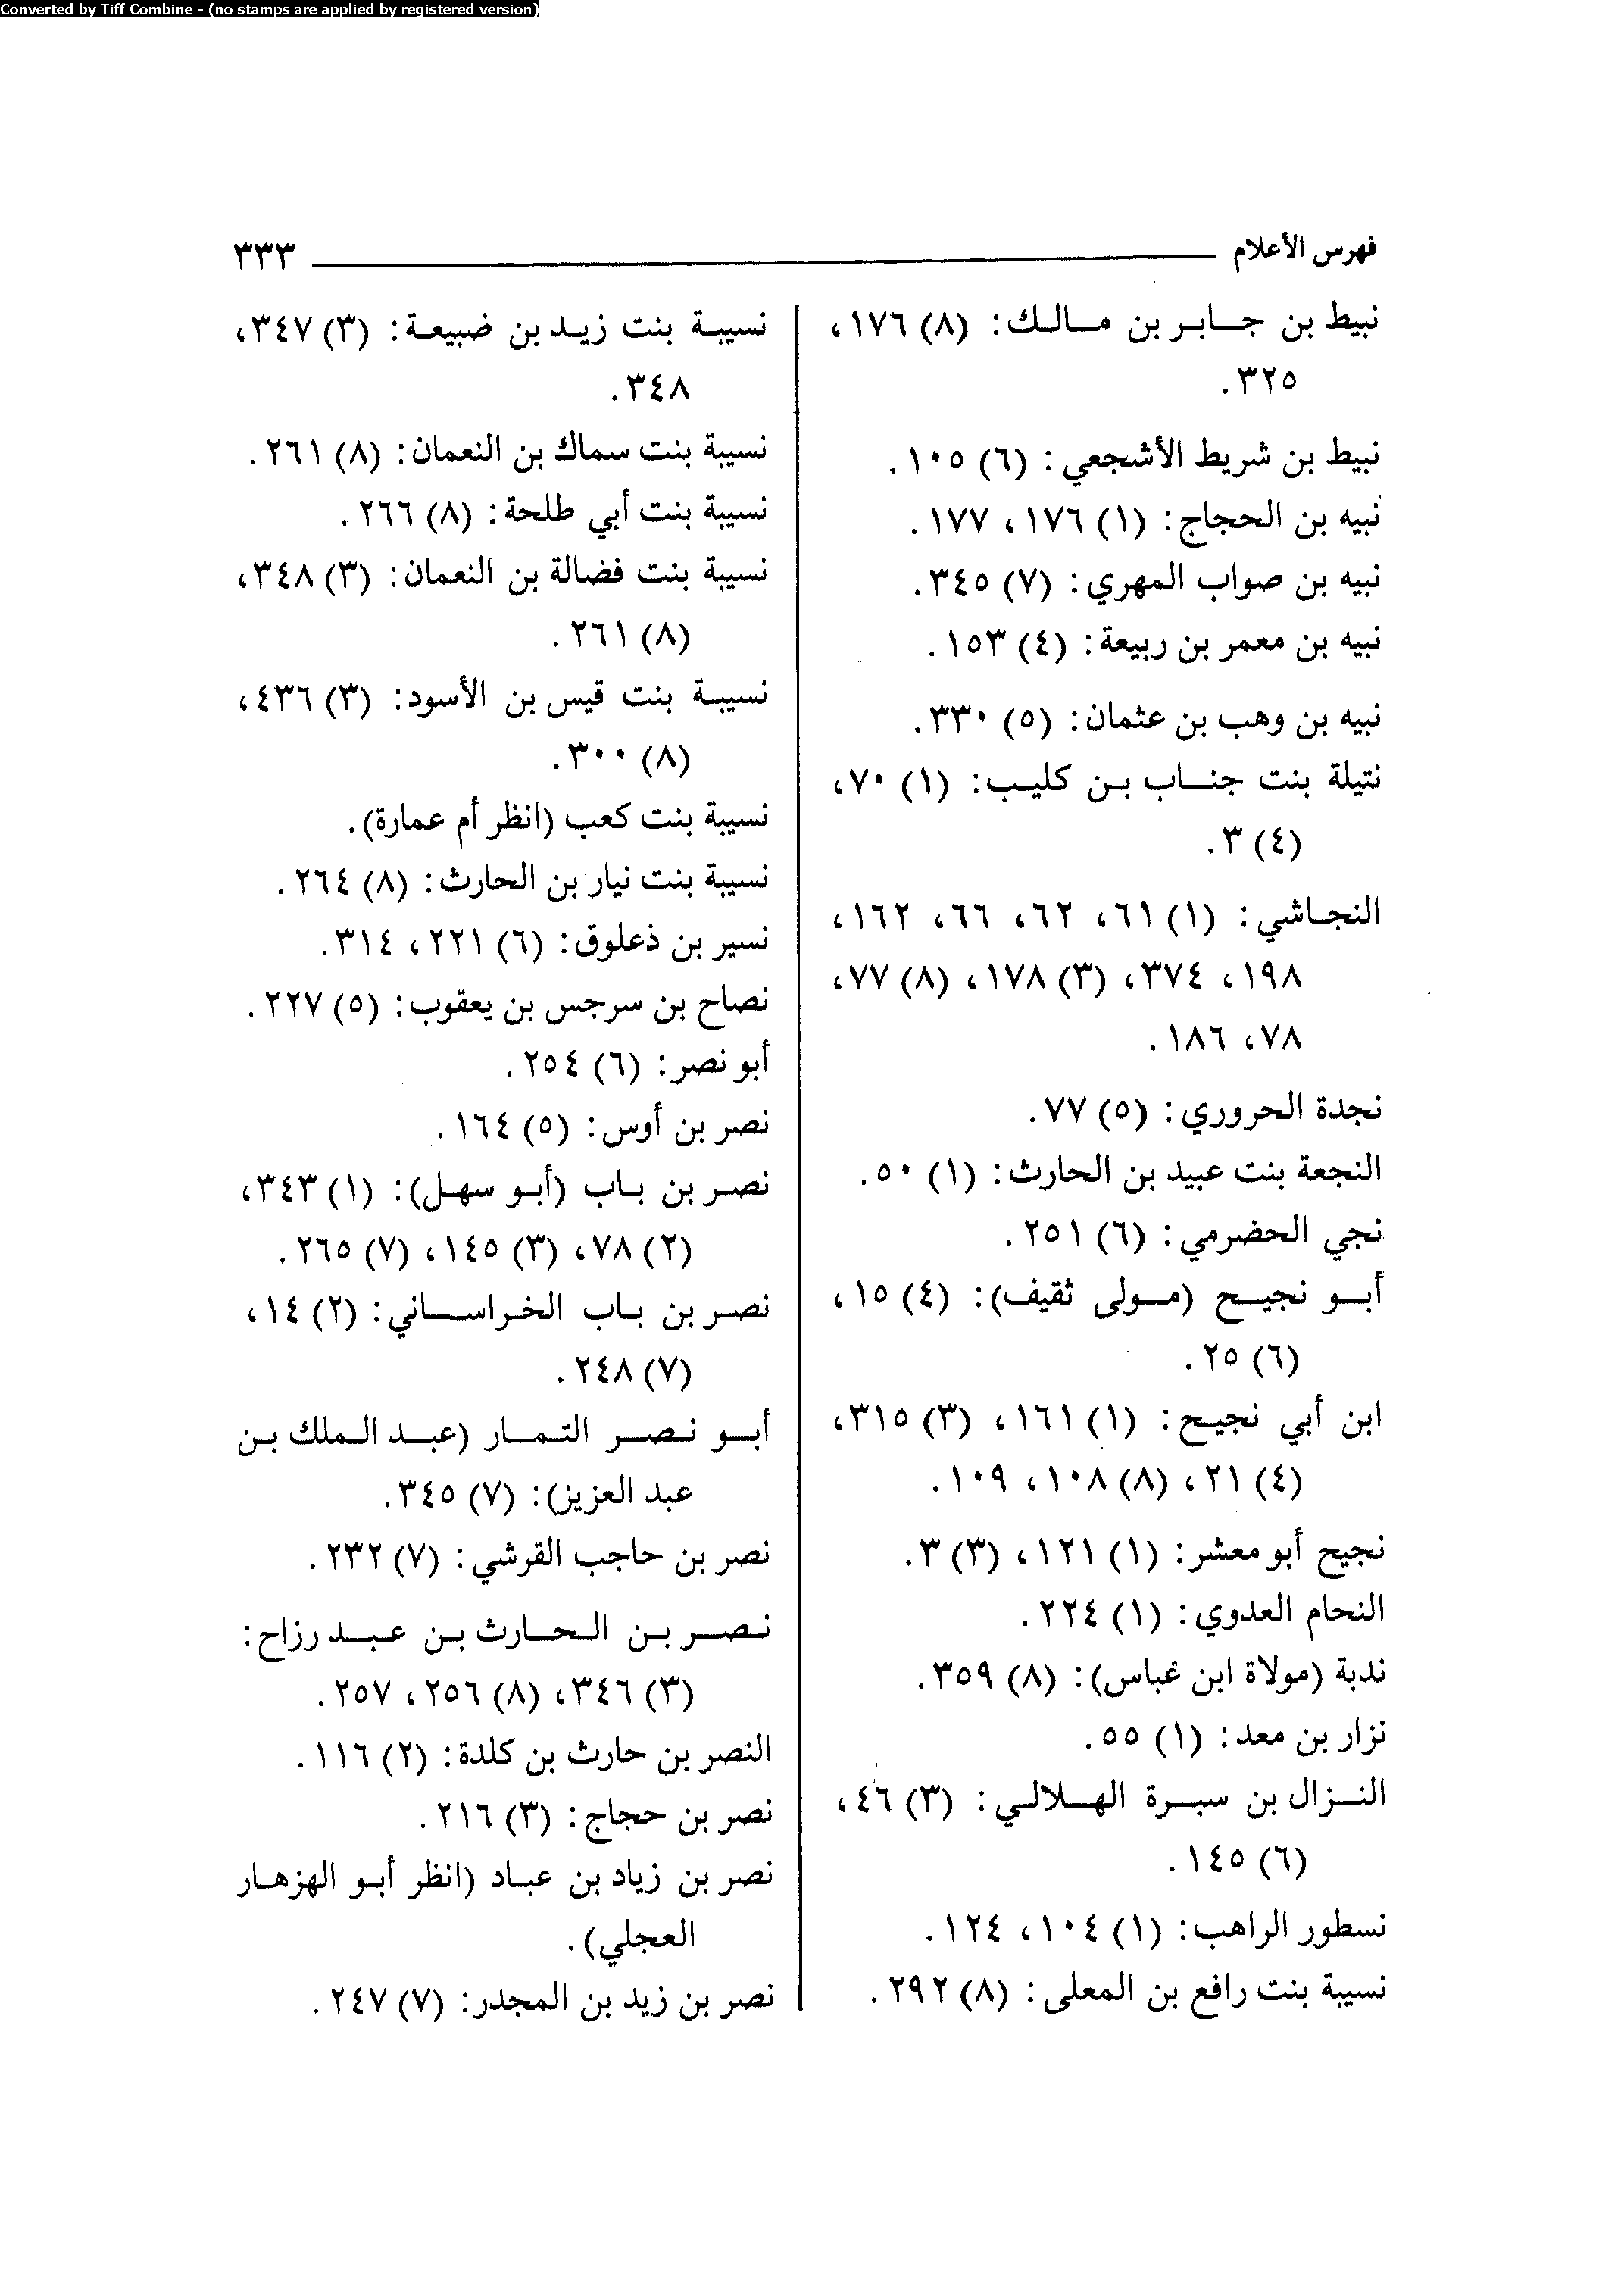 Converted by Tiff Combine - (no stamps are applied by registered version)
فهرس الأعلام ٣٣٣
نبيط بن جابر بن مالك: (٨) ١٧٦،
٣٢٥.
نبيط بن شريط الأشجعي: (٦) ١٠٥.
نبيه بن الحجاج: (١) ١٧٦، ١٧٧.
نبيه بن صواب المهري: (٧) ٣٤٥.
نبيه بن معمر بن ربيعة: (٤) ١٥٣.
نبيه بن وهب بن عثمان: (٥) ٣٣٠.
نتيلة بنت جناب بن كليب: (١) ٧٠،
(٤) ٣.
النجاشي: (١) ٦١، ٦٢، ٦٦، ١٦٢،
١٩٨، ٣٧٤، (٣) ١٧٨، (٨) ٧٧،
٧٨، ١٨٦.
نجدة الحروري: (٥) ٧٧.
النجعة بنت عبيد بن الحارث: (١) ٥٠.
نجي الحضرمي: (٦) ٢٥١.
أبو نجيح (مولى ثقيف): (٤) ١٥،
(٦) ٢٥.
ابن أبي نجيح: (١) ١٦١، (٣) ٣١٥،
(٤) ٢١، (٨) ١٠٨، ١٠٩.
نجيح أبو معشر: (١) ١٢١، (٣) ٣.
النحام العدوي: (١) ٢٢٤.
ندبة (مولاة ابن عباس): (٨) ٣٥٩.
نزار بن معد: (١) ٥٥.
النزال بن سبرة الهلالي: (٣) ٤٦،
(٦) ١٤٥.
نسطور الراهب: (١) ١٠٤، ١٢٤.
نسيبة بنت رافع بن المعلى: (٨) ٢٩٢.
نسيبة بنت زيد بن ضبيعة: (٣) ٣٤٧،
٣٤٨.
نسيبة بنت سماك بن النعمان: (٨) ٢٦١.
نسيبة بنت أبي طلحة: (٨) ٢٦٦.
نسيبة بنت فضالة بن النعمان: (٣) ٣٤٨،
(٨) ٢٦١.
نسيبة بنت قيس بن الأسود: (٣) ٤٣٦،
(٨) ٣٠٠.
نسيبة بنت كعب (انظر أم عمارة).
نسيبة بنت نيار بن الحارث: (٨) ٢٦٤.
نسير بن ذعلوق: (٦) ٢٢١، ٣١٤.
نصاح بن سرجس بن يعقوب: (٥) ٢٢٧.
أبو نصر: (٦) ٢٥٤.
نصر بن أوس: (٥) ١٦٤.
نصر بن باب (أبو سهل): (١) ٣٤٣،
(٢) ٧٨، (٣) ١٤٥، (٧) ٢٦٥.
نصر بن باب الخراساني: (٢) ١٤،
(٧) ٢٤٨.
أبو نصر التمار (عبد الملك بن
عبد العزيز): (٧) ٣٤٥.
نصر بن حاجب القرشي: (٧) ٢٣٢.
نصر بن الحارث بن عبد رزاح:
(٣) ٣٤٦، (٨) ٢٥٦، ٢٥٧.
النصر بن حارث بن كلدة: (٢) ١١٦.
نصر بن حجاج: (٣) ٢١٦.
نصر بن زياد بن عباد (انظر أبو الهزهار
العجلي).
نصر بن زيد بن المجدر: (٧) ٢٤٧.